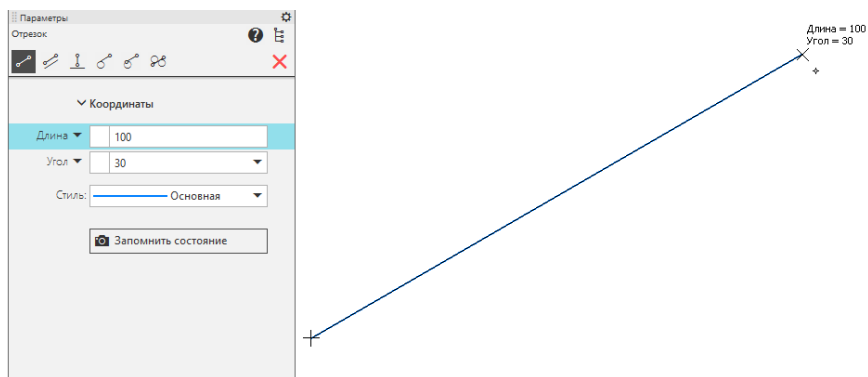 Параметры
Отрезок
Координаты
Длина 100
Угол 30
Стиль: Основная
Запомнить состояние
Длина = 100
Угол = 30